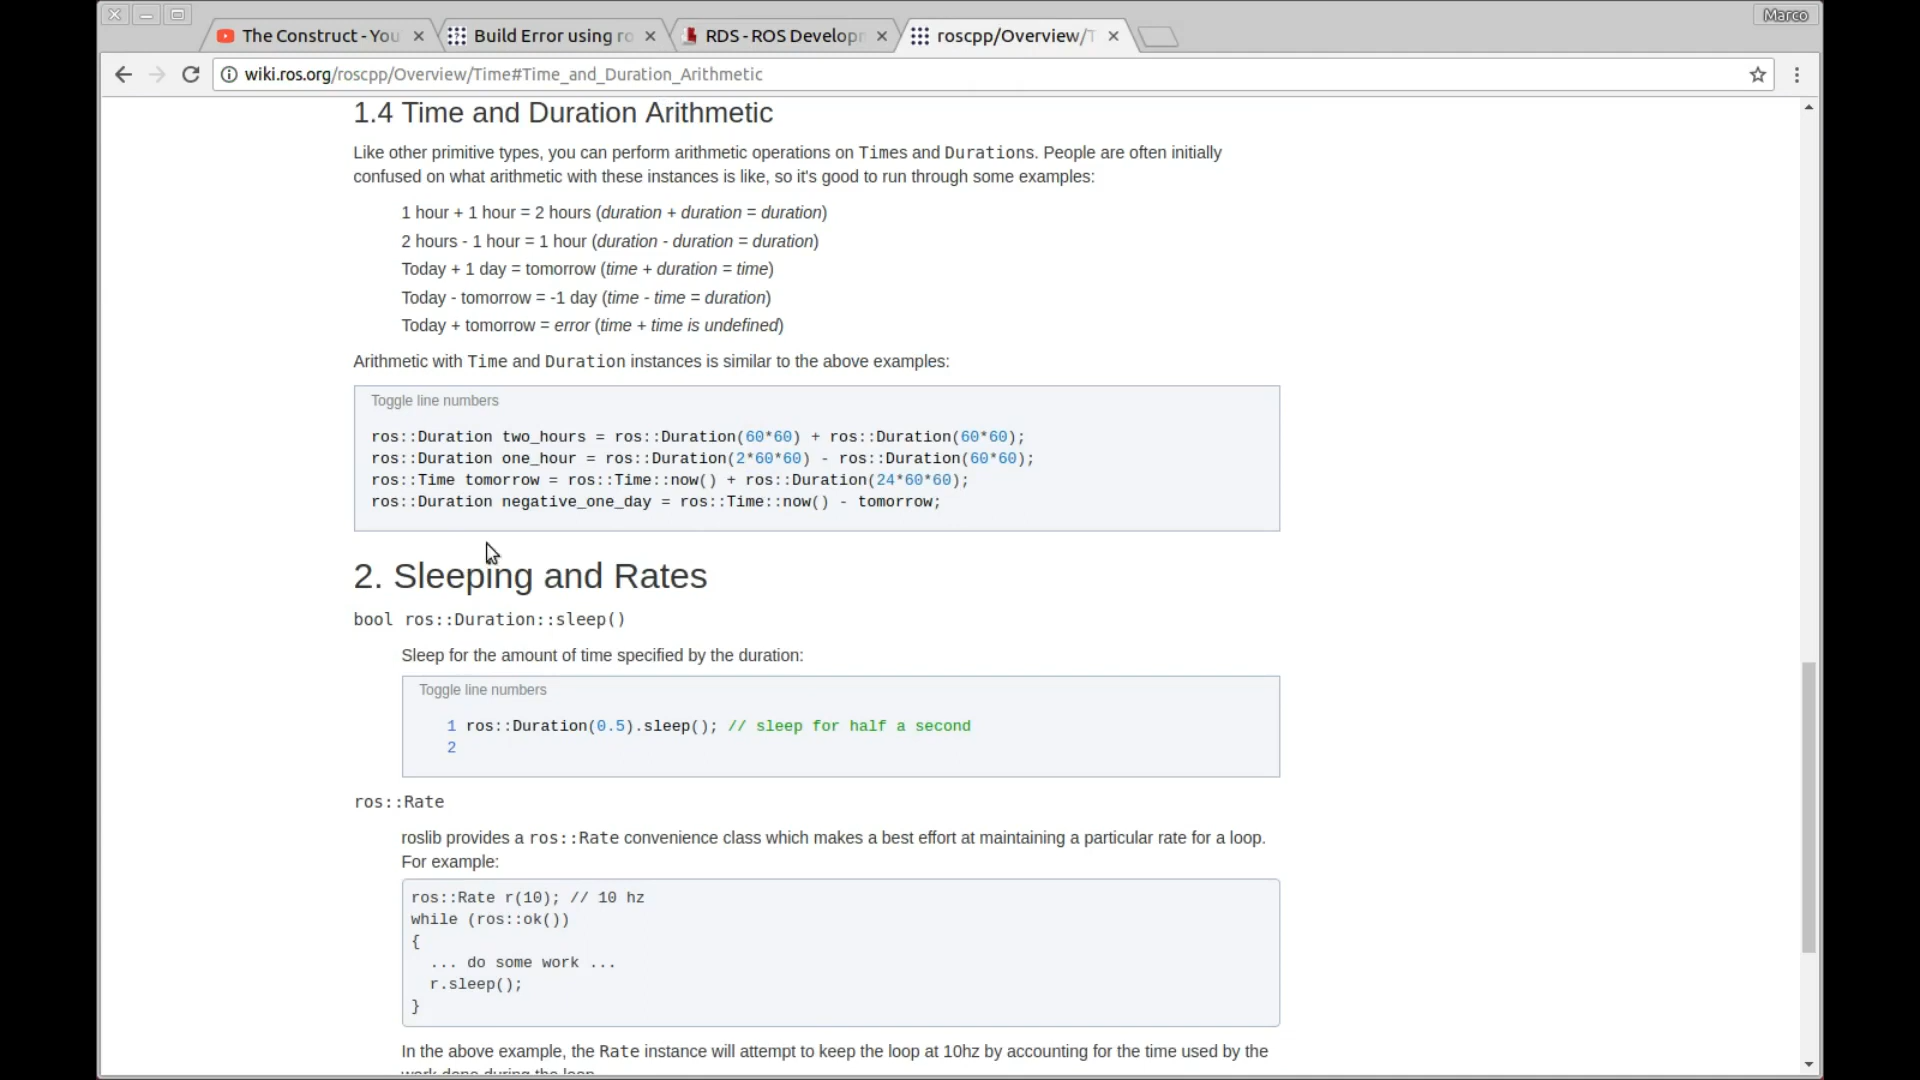 Marco
The Construct - You
Build Error using ro
RDS - ROS Developm
roscpp/Overview/T
wiki.ros.org/roscpp/Overview/Time#Time_and_Duration_Arithmetic
1.4 Time and Duration Arithmetic
Like other primitive types, you can perform arithmetic operations on Times and Durations. People are often initially
confused on what arithmetic with these instances is like, so it's good to run through some examples:
1 hour + 1 hour = 2 hours (duration + duration = duration)
2 hours - 1 hour = 1 hour (duration - duration = duration)
Today + 1 day = tomorrow (time + duration = time)
Today - tomorrow = -1 day (time - time = duration)
Today + tomorrow = error (time + time is undefined)
Arithmetic with Time and Duration instances is similar to the above examples:
Toggle line numbers
ros::Duration two_hours = ros::Duration(60*60) + ros::Duration(60*60);
ros::Duration one_hour = ros::Duration(2*60*60) - ros::Duration(60*60);
ros::Time tomorrow = ros::Time::now() + ros::Duration(24*60*60);
ros::Duration negative_one_day = ros::Time::now() - tomorrow;
2. Sleeping and Rates
bool ros::Duration::sleep()
Sleep for the amount of time specified by the duration:
Toggle line numbers
1 ros::Duration(0.5).sleep(); // sleep for half a second
2
ros::Rate
roslib provides a ros::Rate convenience class which makes a best effort at maintaining a particular rate for a loop.
For example:
ros::Rate r(10); // 10 hz
while (ros::ok())
{
... do some work ...
r.sleep();
}
In the above example, the Rate instance will attempt to keep the loop at 10hz by accounting for the time used by the
work done during the loop